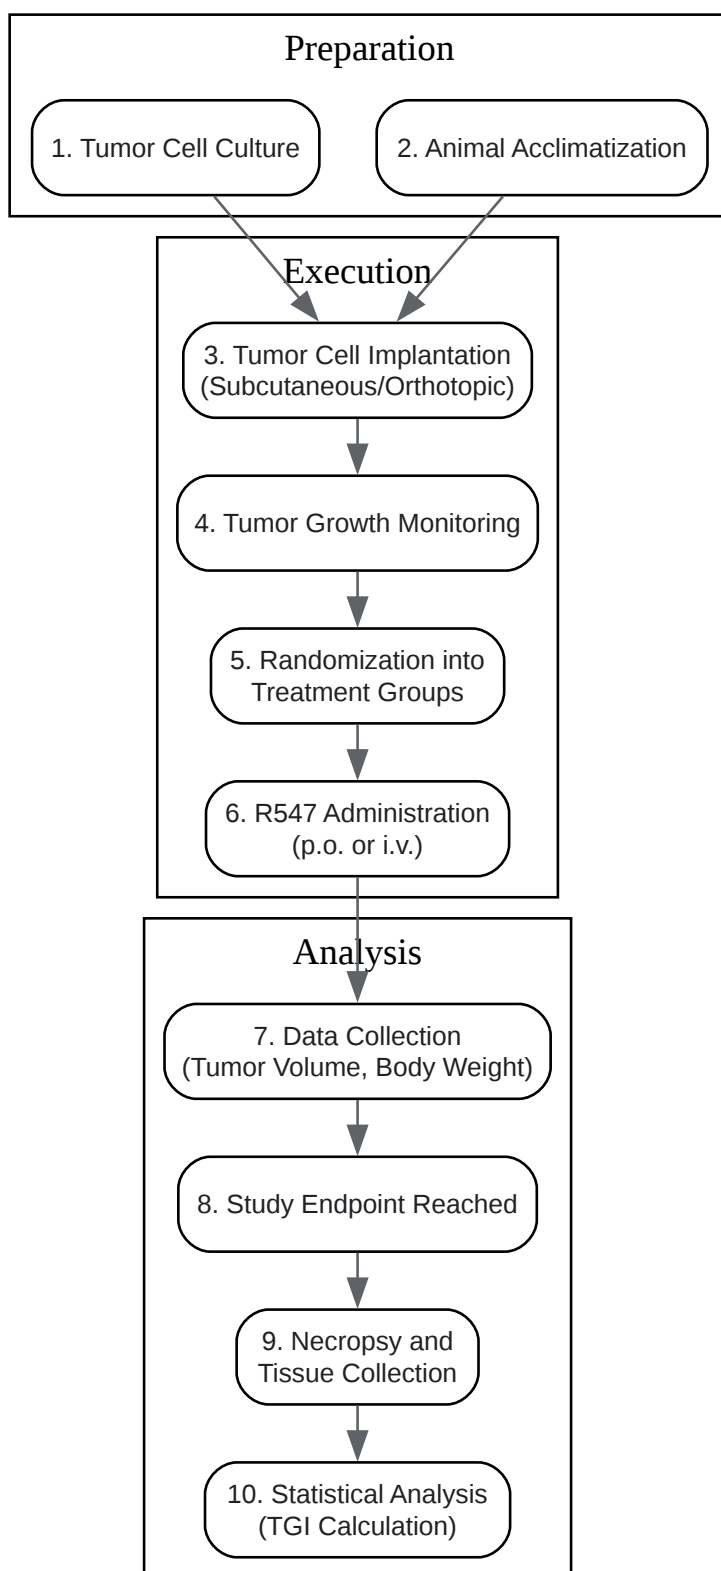 Preparation
1. Tumor Cell Culture
2. Animal Acclimatization
Execution
3. Tumor Cell Implantation
(Subcutaneous/Orthotopic)
4. Tumor Growth Monitoring
5. Randomization into
Treatment Groups
6. R547 Administration
(p.o. or i.v.)
Analysis
7. Data Collection
(Tumor Volume, Body Weight)
8. Study Endpoint Reached
9. Necropsy and
Tissue Collection
10. Statistical Analysis
(TGI Calculation)